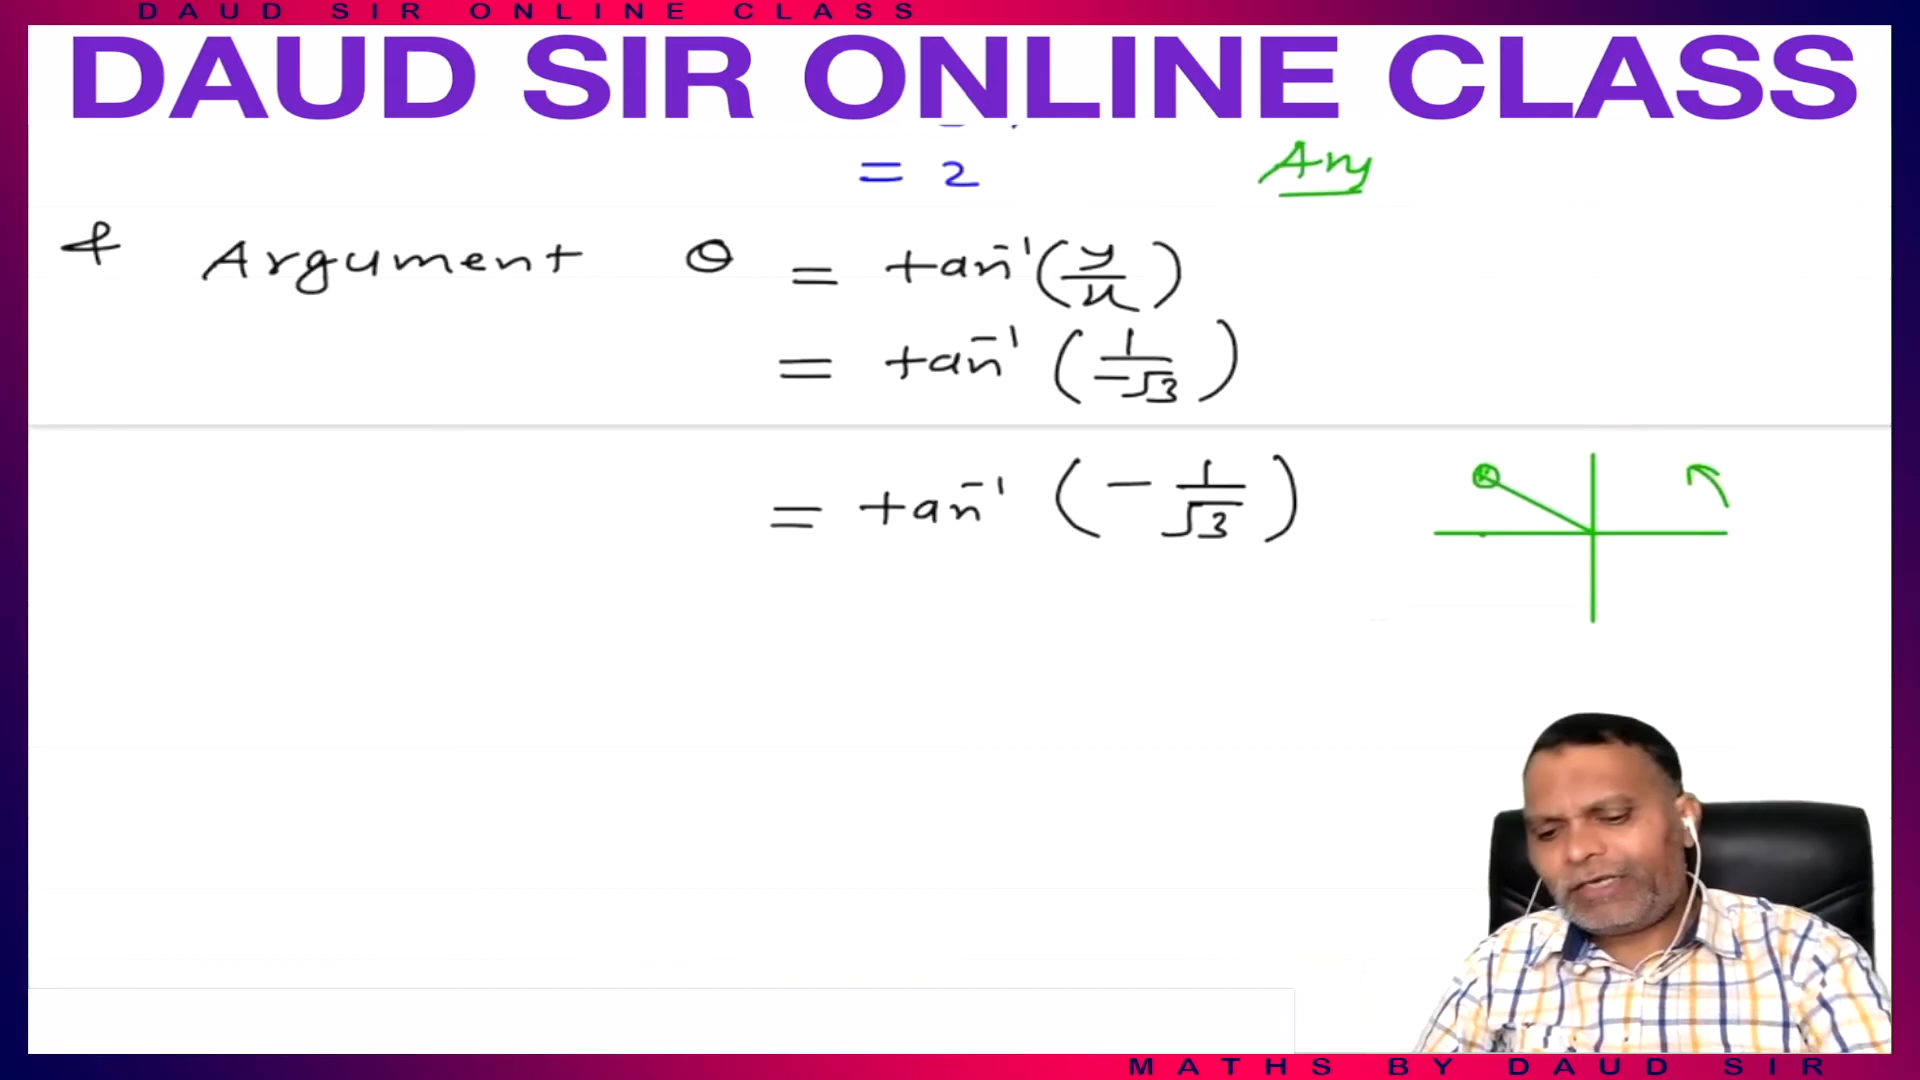 DAUD SIR ONLINE CLASS
DAUD SIR ONLINE CLASS
= 2 Ans
& Argument θ = tan⁻¹(y/x)
= tan⁻¹(1/-√3)
= tan⁻¹(-1/√3)
MATHS BY DAUD SIR